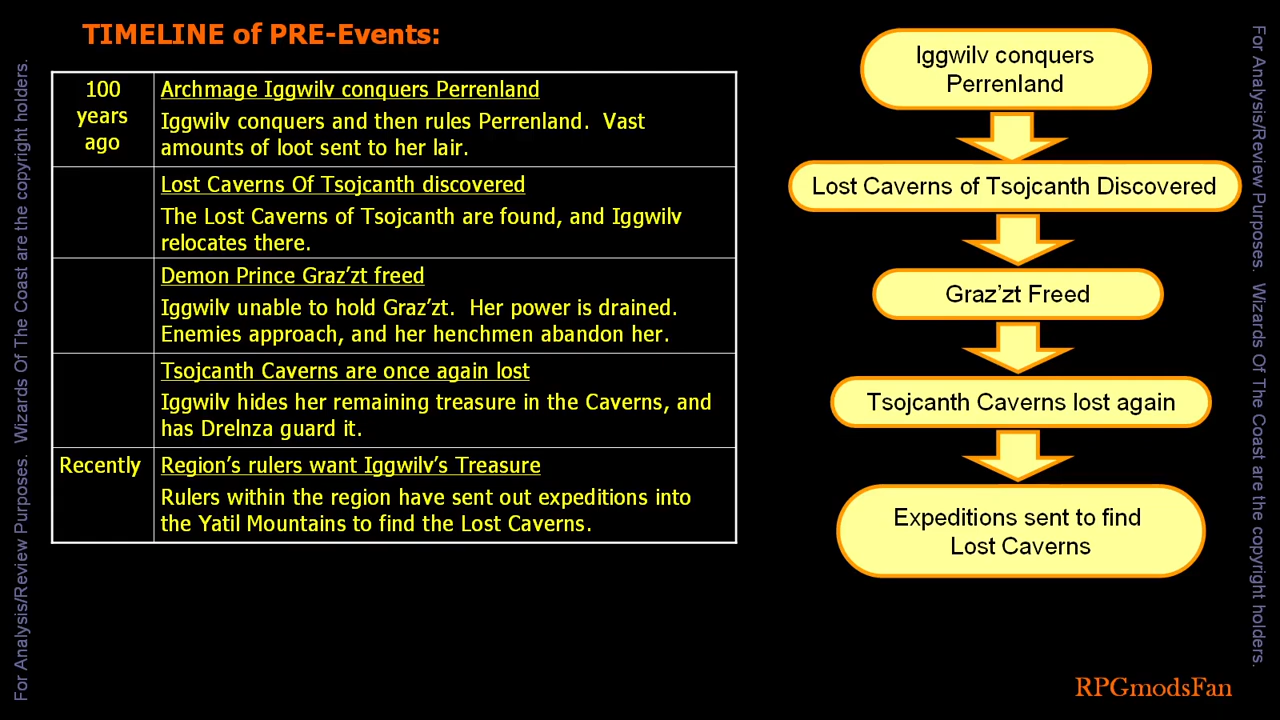 TIMELINE of PRE-Events:
100
years
ago
Archmage Iggwilv conquers Perrenland
Iggwilv conquers and then rules Perrenland.  Vast
amounts of loot sent to her lair.
Lost Caverns Of Tsojcanth discovered
The Lost Caverns of Tsojcanth are found, and Iggwilv
relocates there.
Demon Prince Graz’zt freed
Iggwilv unable to hold Graz’zt.  Her power is drained.
Enemies approach, and her henchmen abandon her.
Tsojcanth Caverns are once again lost
Iggwilv hides her remaining treasure in the Caverns, and
has Drelnza guard it.
Recently
Region’s rulers want Iggwilv’s Treasure
Rulers within the region have sent out expeditions into
the Yatil Mountains to find the Lost Caverns.
Iggwilv conquers
Perrenland
Lost Caverns of Tsojcanth Discovered
Graz’zt Freed
Tsojcanth Caverns lost again
Expeditions sent to find
Lost Caverns
For Analysis/Review Purposes.  Wizards Of The Coast are the copyright holders.
For Analysis/Review Purposes.  Wizards Of The Coast are the copyright holders.
RPGmodsFan